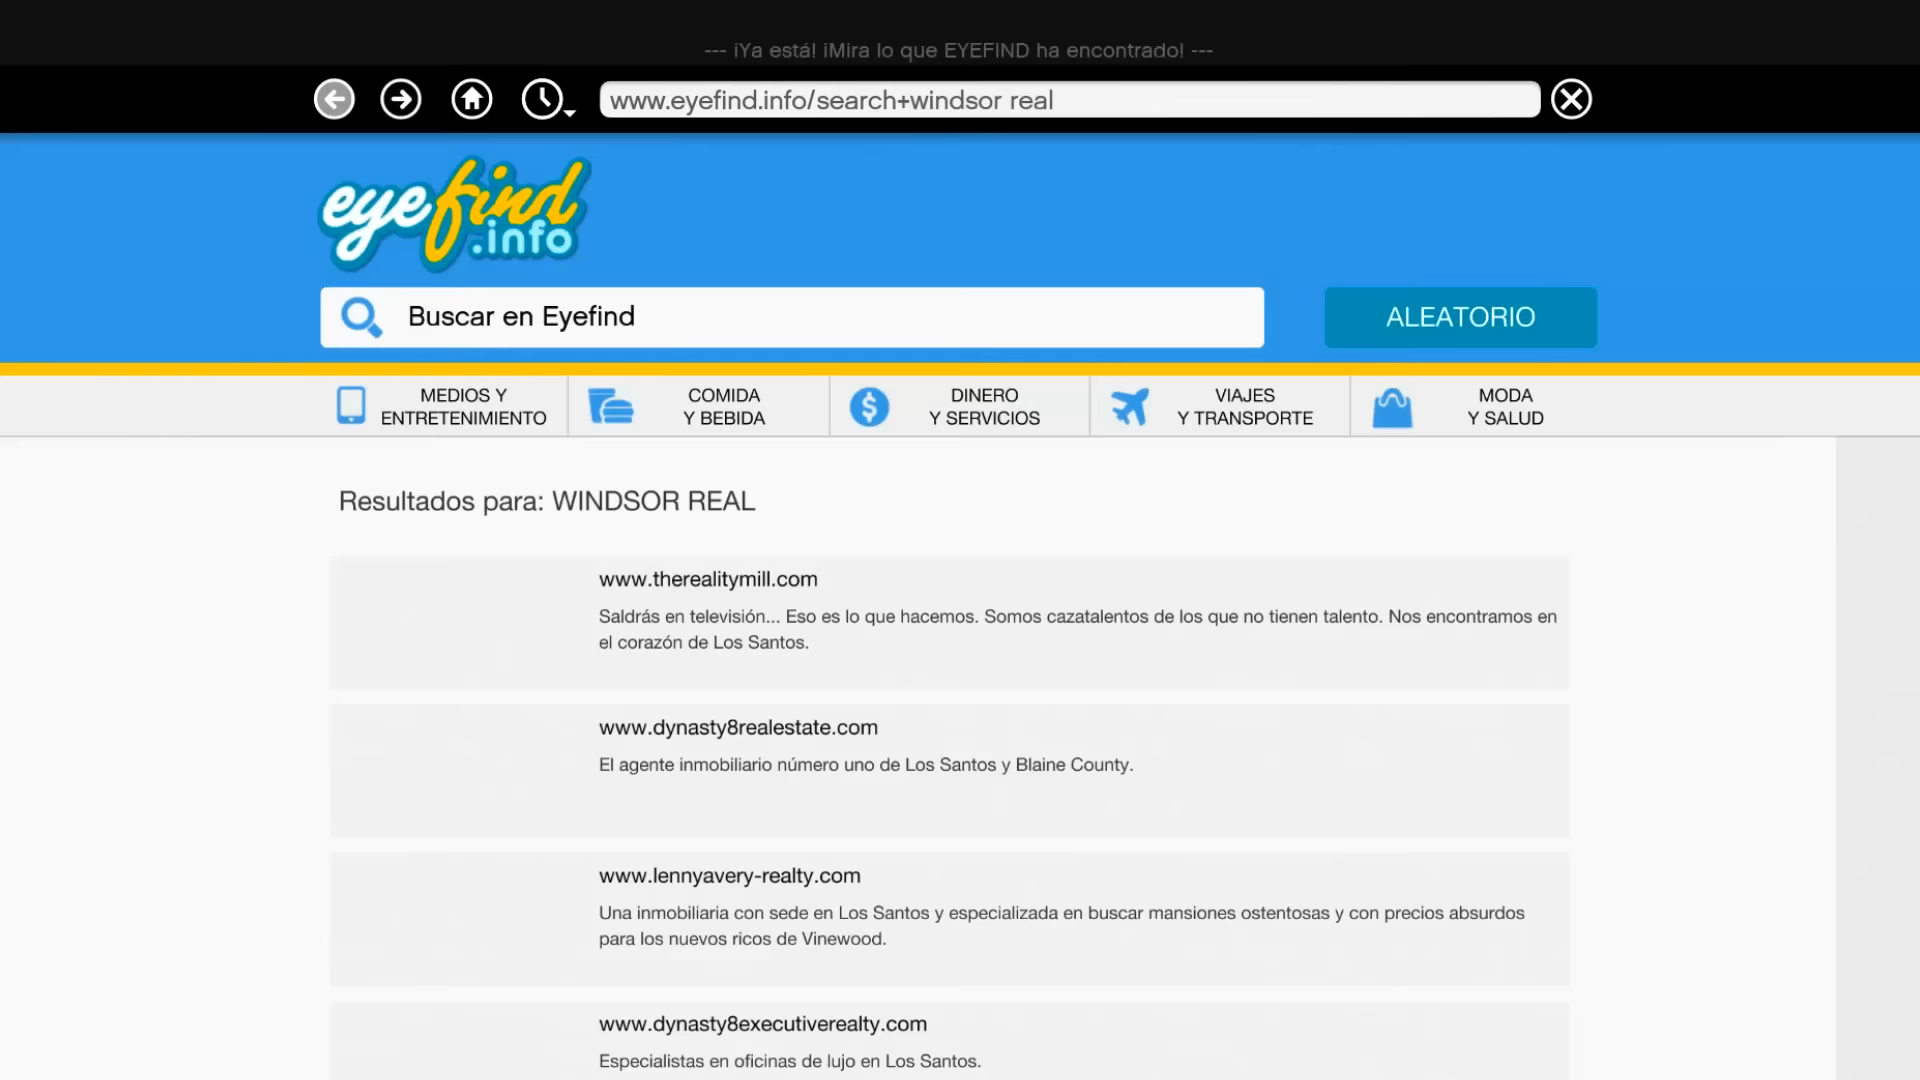 --- ¡Ya está! ¡Mira lo que EYEFIND ha encontrado! ---
www.eyefind.info/search+windsor real
eyefind
.info
Buscar en Eyefind
ALEATORIO
MEDIOS Y
ENTRETENIMIENTO
COMIDA
Y BEBIDA
DINERO
Y SERVICIOS
VIAJES
Y TRANSPORTE
MODA
Y SALUD
Resultados para: WINDSOR REAL
www.therealitymill.com
Saldrás en televisión... Eso es lo que hacemos. Somos cazatalentos de los que no tienen talento. Nos encontramos en
el corazón de Los Santos.
www.dynasty8realestate.com
El agente inmobiliario número uno de Los Santos y Blaine County.
www.lennyavery-realty.com
Una inmobiliaria con sede en Los Santos y especializada en buscar mansiones ostentosas y con precios absurdos
para los nuevos ricos de Vinewood.
www.dynasty8executiverealty.com
Especialistas en oficinas de lujo en Los Santos.